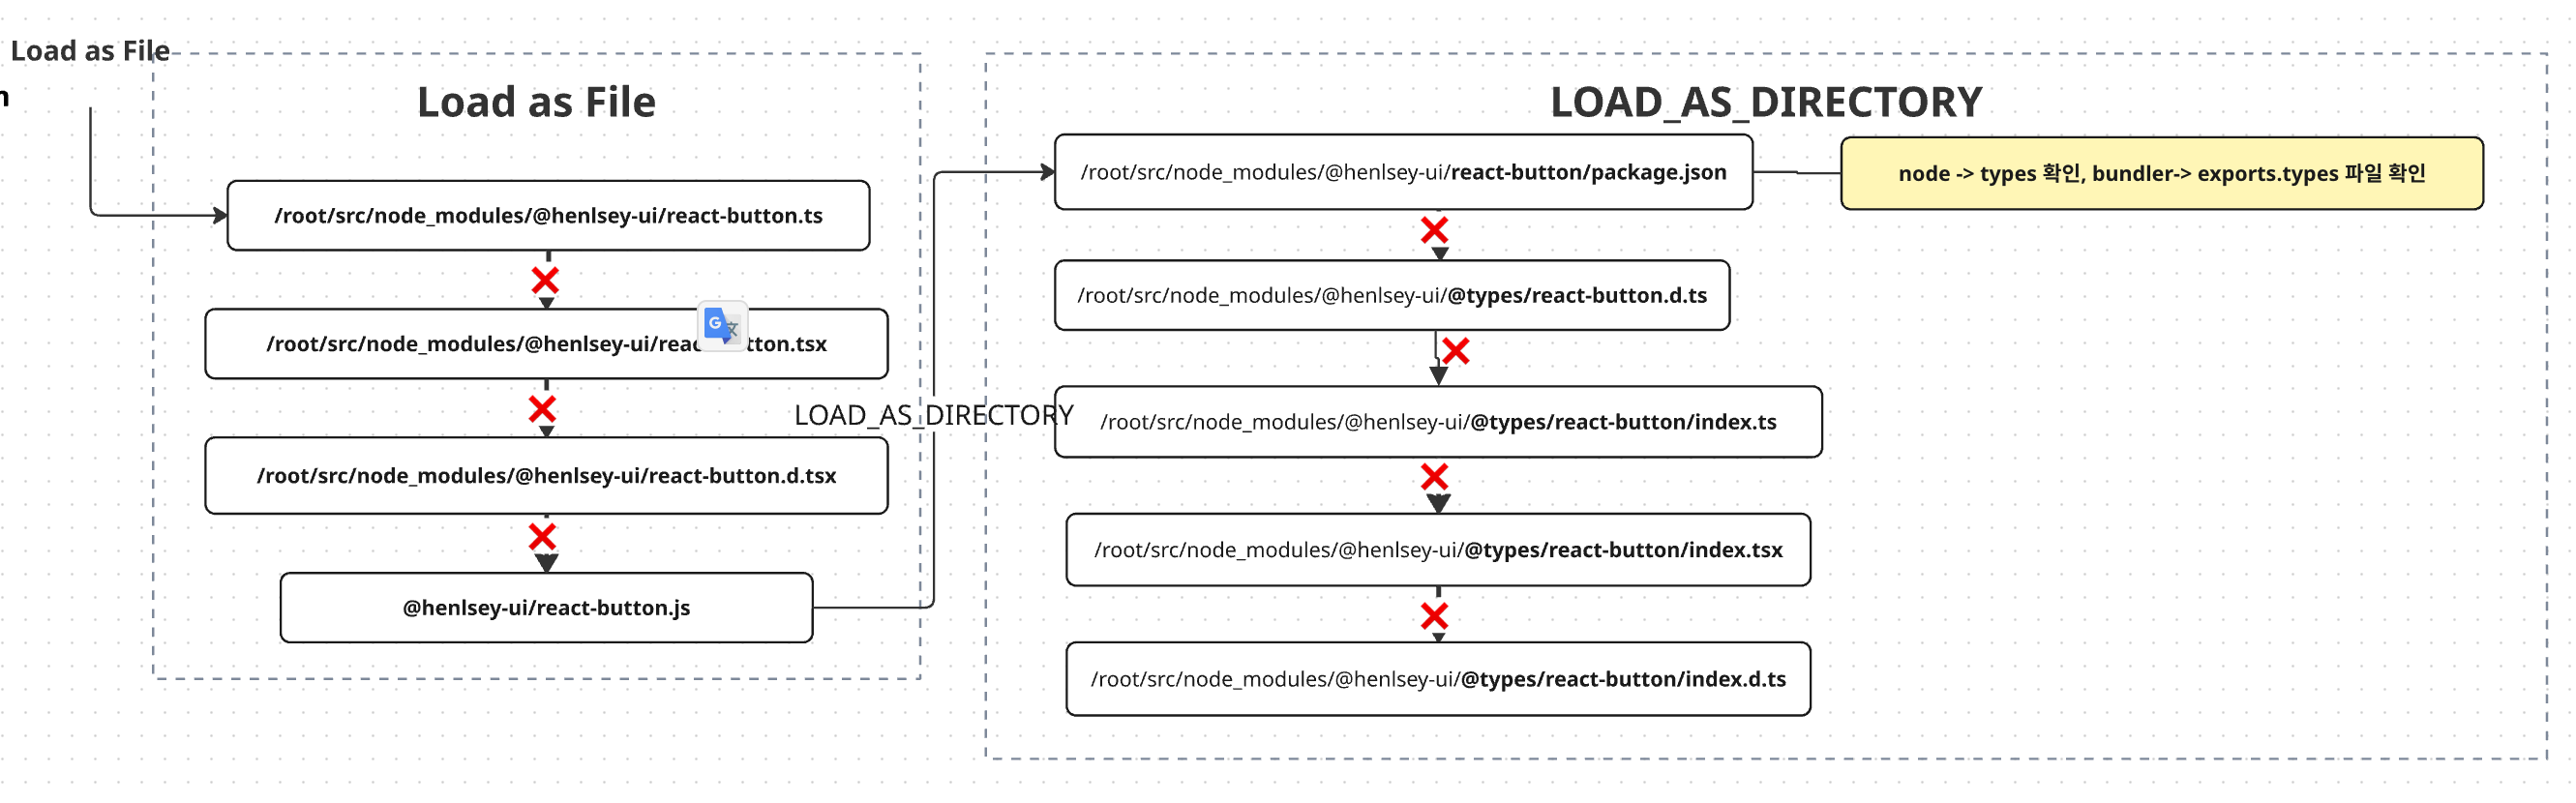 Load as File
n
Load as File
/root/src/node_modules/@henlsey-ui/react-button.ts
/root/src/node_modules/@henlsey-ui/reac tton.tsx
/root/src/node_modules/@henlsey-ui/react-button.d.tsx
@henlsey-ui/react-button.js
LOAD_AS_DIRECTORY
LOAD_AS_DIRECTORY
/root/src/node_modules/@henlsey-ui/react-button/package.json
node -> types 확인, bundler-> exports.types 파일 확인
/root/src/node_modules/@henlsey-ui/@types/react-button.d.ts
/root/src/node_modules/@henlsey-ui/@types/react-button/index.ts
/root/src/node_modules/@henlsey-ui/@types/react-button/index.tsx
/root/src/node_modules/@henlsey-ui/@types/react-button/index.d.ts